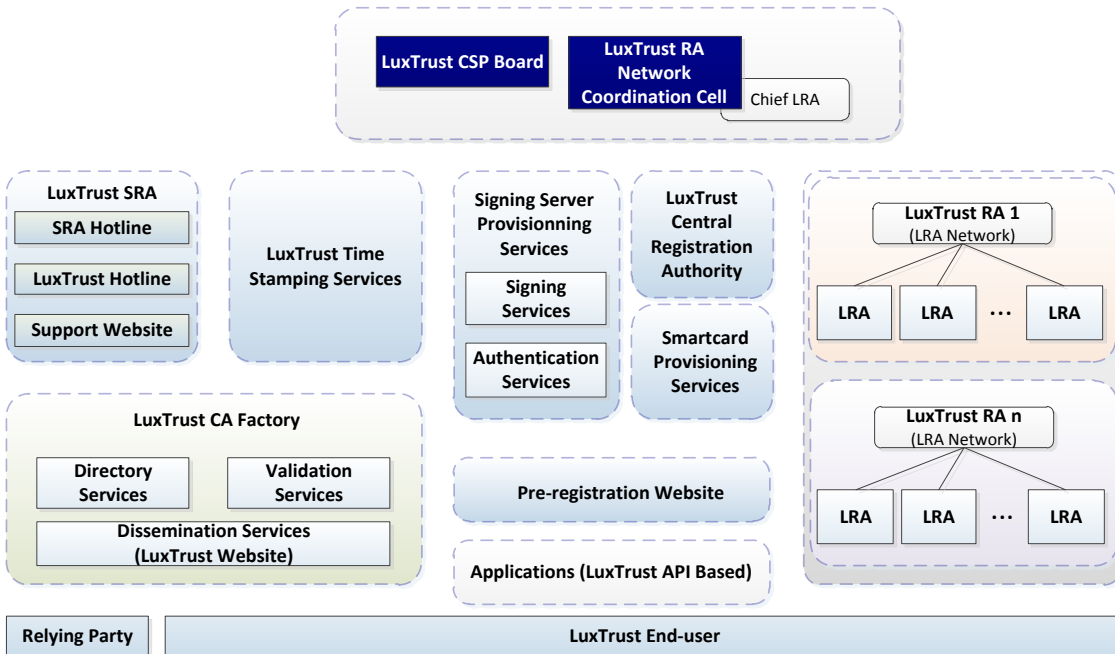 LuxTrust CSP Board
LuxTrust RA
Network
Coordination Cell
Chief LRA
LuxTrust SRA
SRA Hotline
LuxTrust Hotline
Support Website
LuxTrust Time
Stamping Services
Signing Server
Provisionning
Services
Signing
Services
Authentication
Services
LuxTrust
Central
Registration
Authority
Smartcard
Provisioning
Services
LuxTrust RA 1
(LRA Network)
LRA
LRA
...
LRA
LuxTrust RA n
(LRA Network)
LRA
LRA
...
LRA
LuxTrust CA Factory
Directory
Services
Validation
Services
Dissemination Services
(LuxTrust Website)
Pre-registration Website
Applications (LuxTrust API Based)
Relying Party
LuxTrust End-user